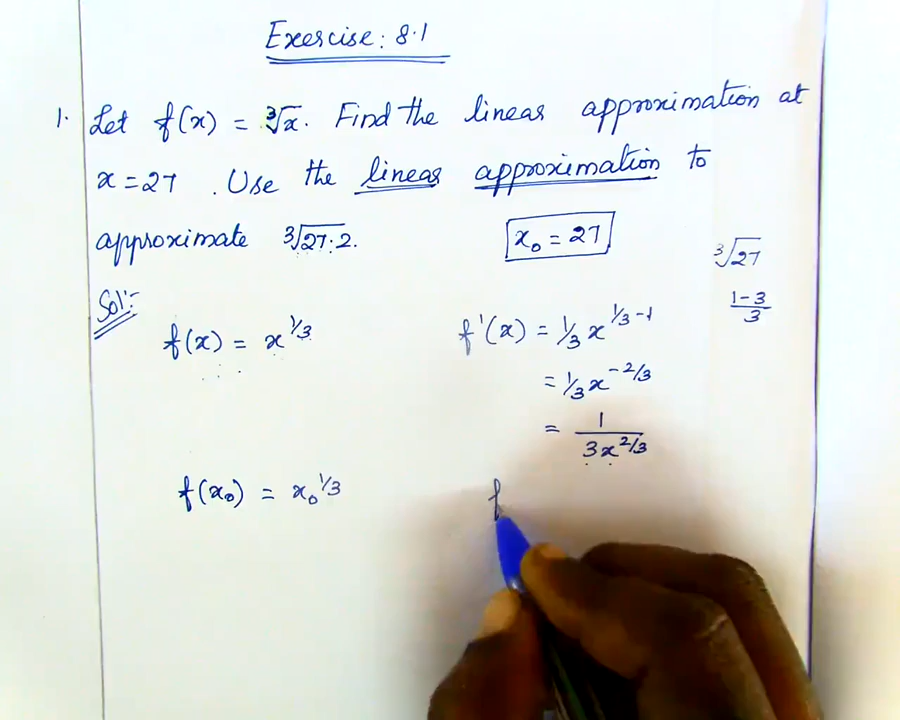 Exercise: 8.1
1. Let f(x) = ∛x. Find the linear approximation at
x = 27. Use the linear approximation to
approximate ∛27.2.
x₀ = 27
∛27
(1-3)/3
Sol:-
f(x) = x^1/3
f'(x) = 1/3 x^1/3-1
= 1/3 x^-2/3
= 1/(3x^2/3)
f(x₀) = x₀^1/3
f